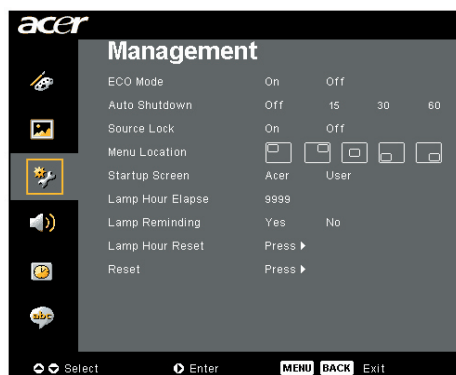 acer
Management
ECO Mode On Off
Auto Shutdown Off 15 30 60
Source Lock On Off
Menu Location
Startup Screen Acer User
Lamp Hour Elapse 9999
Lamp Reminding Yes No
Lamp Hour Reset Press
Reset Press
abc
Select Enter MENU BACK Exit